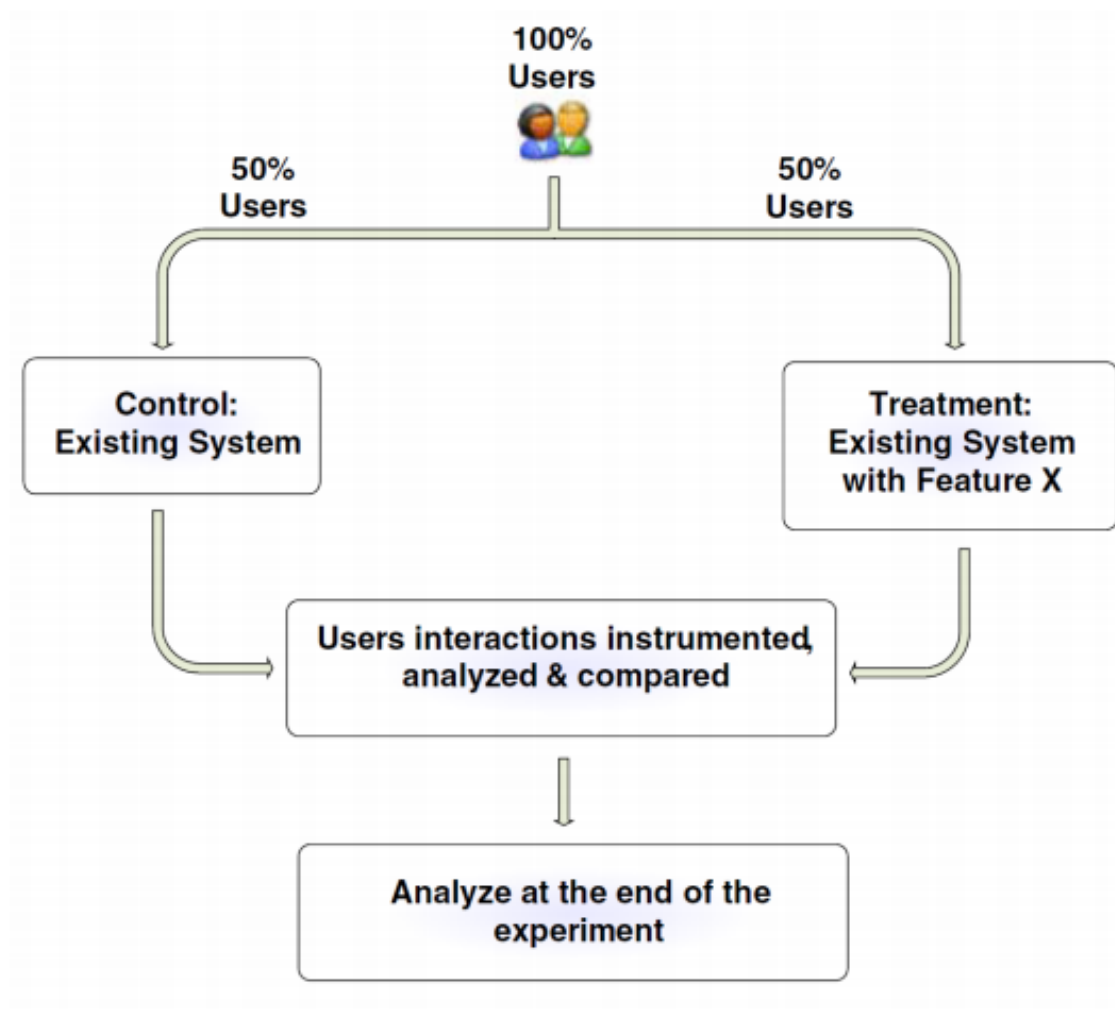 100%
Users
50%
Users
50%
Users
Control:
Existing System
Treatment:
Existing System
with Feature X
Users interactions instrumented,
analyzed & compared
Analyze at the end of the
experiment